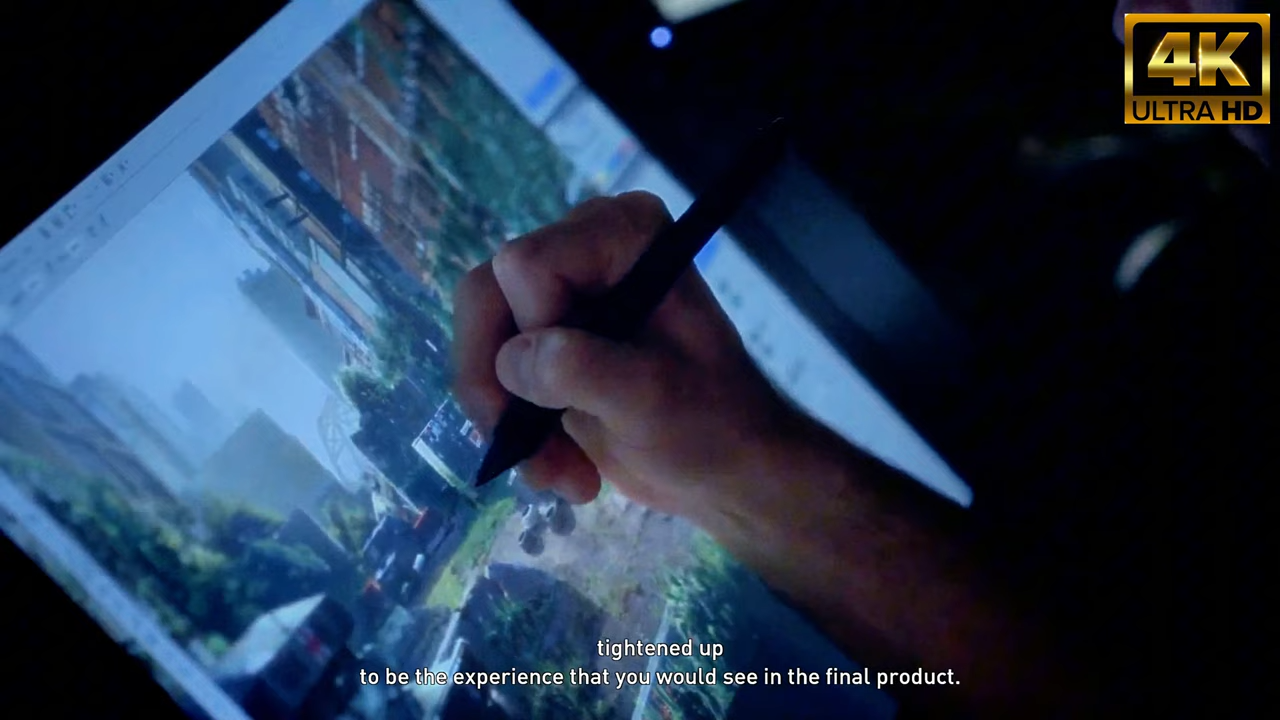 4K
ULTRA HD
tightened up
to be the experience that you would see in the final product.